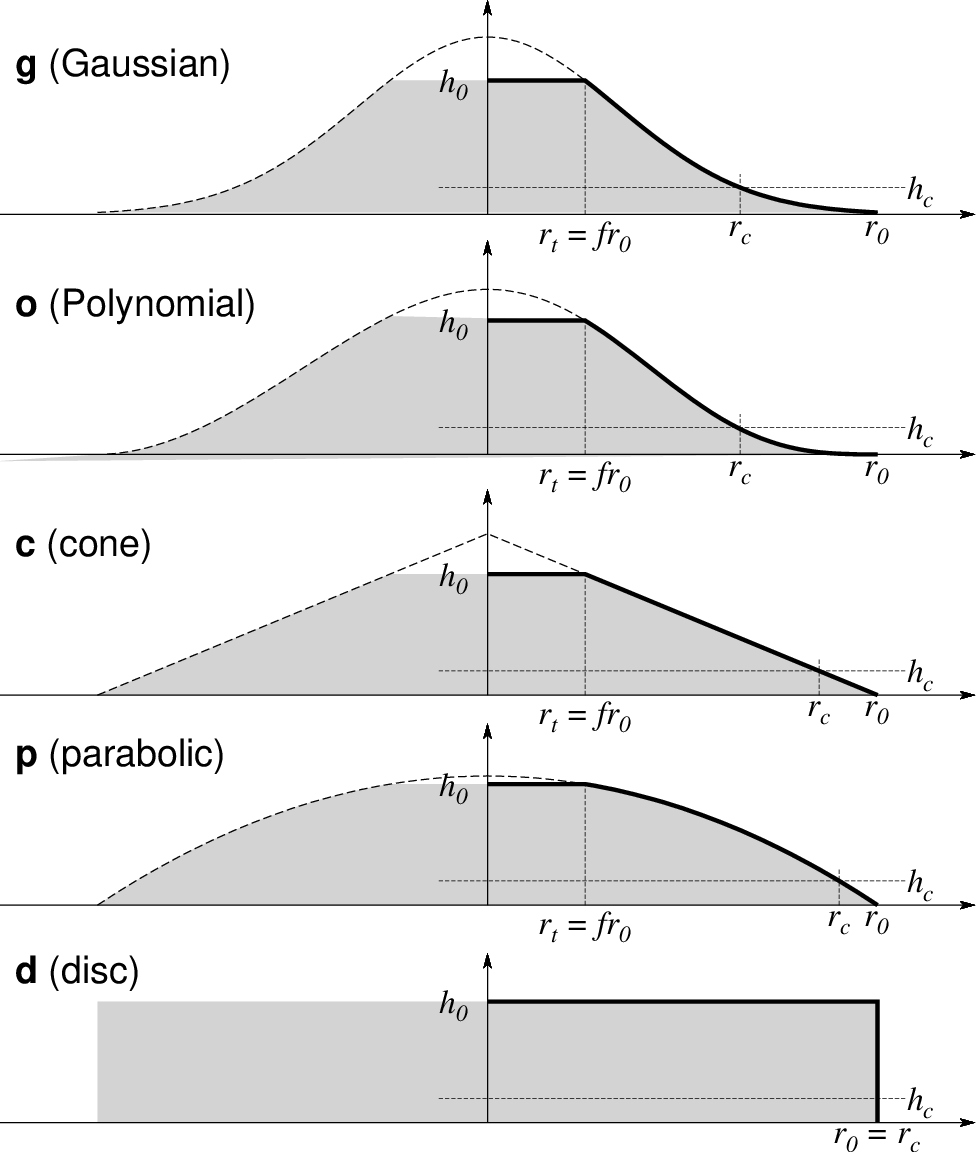 g (Gaussian)
h0
hc
rt = fr0 rc r0
o (Polynomial)
h0
hc
rt = fr0 rc r0
c (cone)
h0
hc
rt = fr0 rc r0
p (parabolic)
h0
hc
rt = fr0 rc r0
d (disc)
h0
hc
r0 = rc